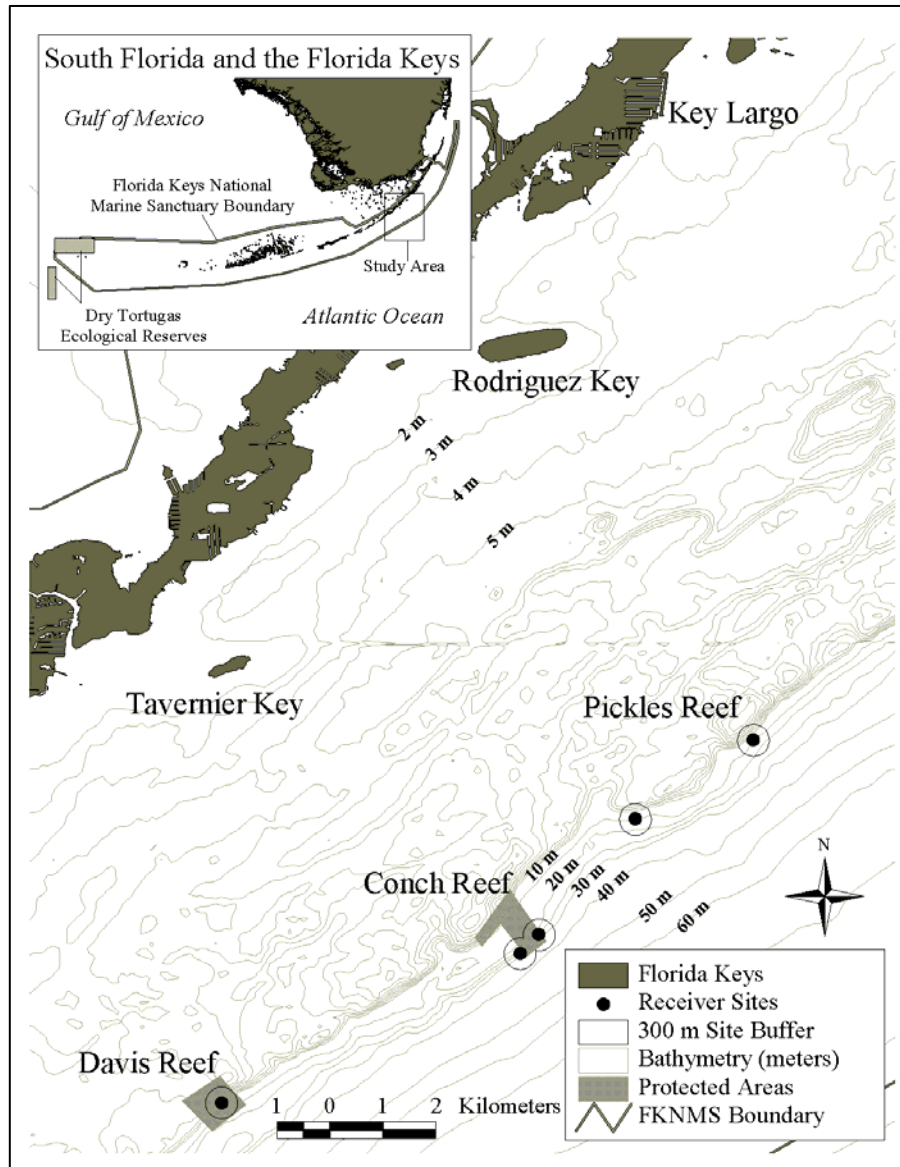 South Florida and the Florida Keys
Gulf of Mexico
Florida Keys National
Marine Sanctuary Boundary
Study Area
Dry Tortugas
Ecological Reserves
Atlantic Ocean
Key Largo
Rodriguez Key
2 m
3 m
4 m
5 m
Tavernier Key
Pickles Reef
Conch Reef
10 m
20 m
30 m
40 m
50 m
60 m
N
Davis Reef
1 0 1 2 Kilometers
Florida Keys
Receiver Sites
300 m Site Buffer
Bathymetry (meters)
Protected Areas
FKNMS Boundary